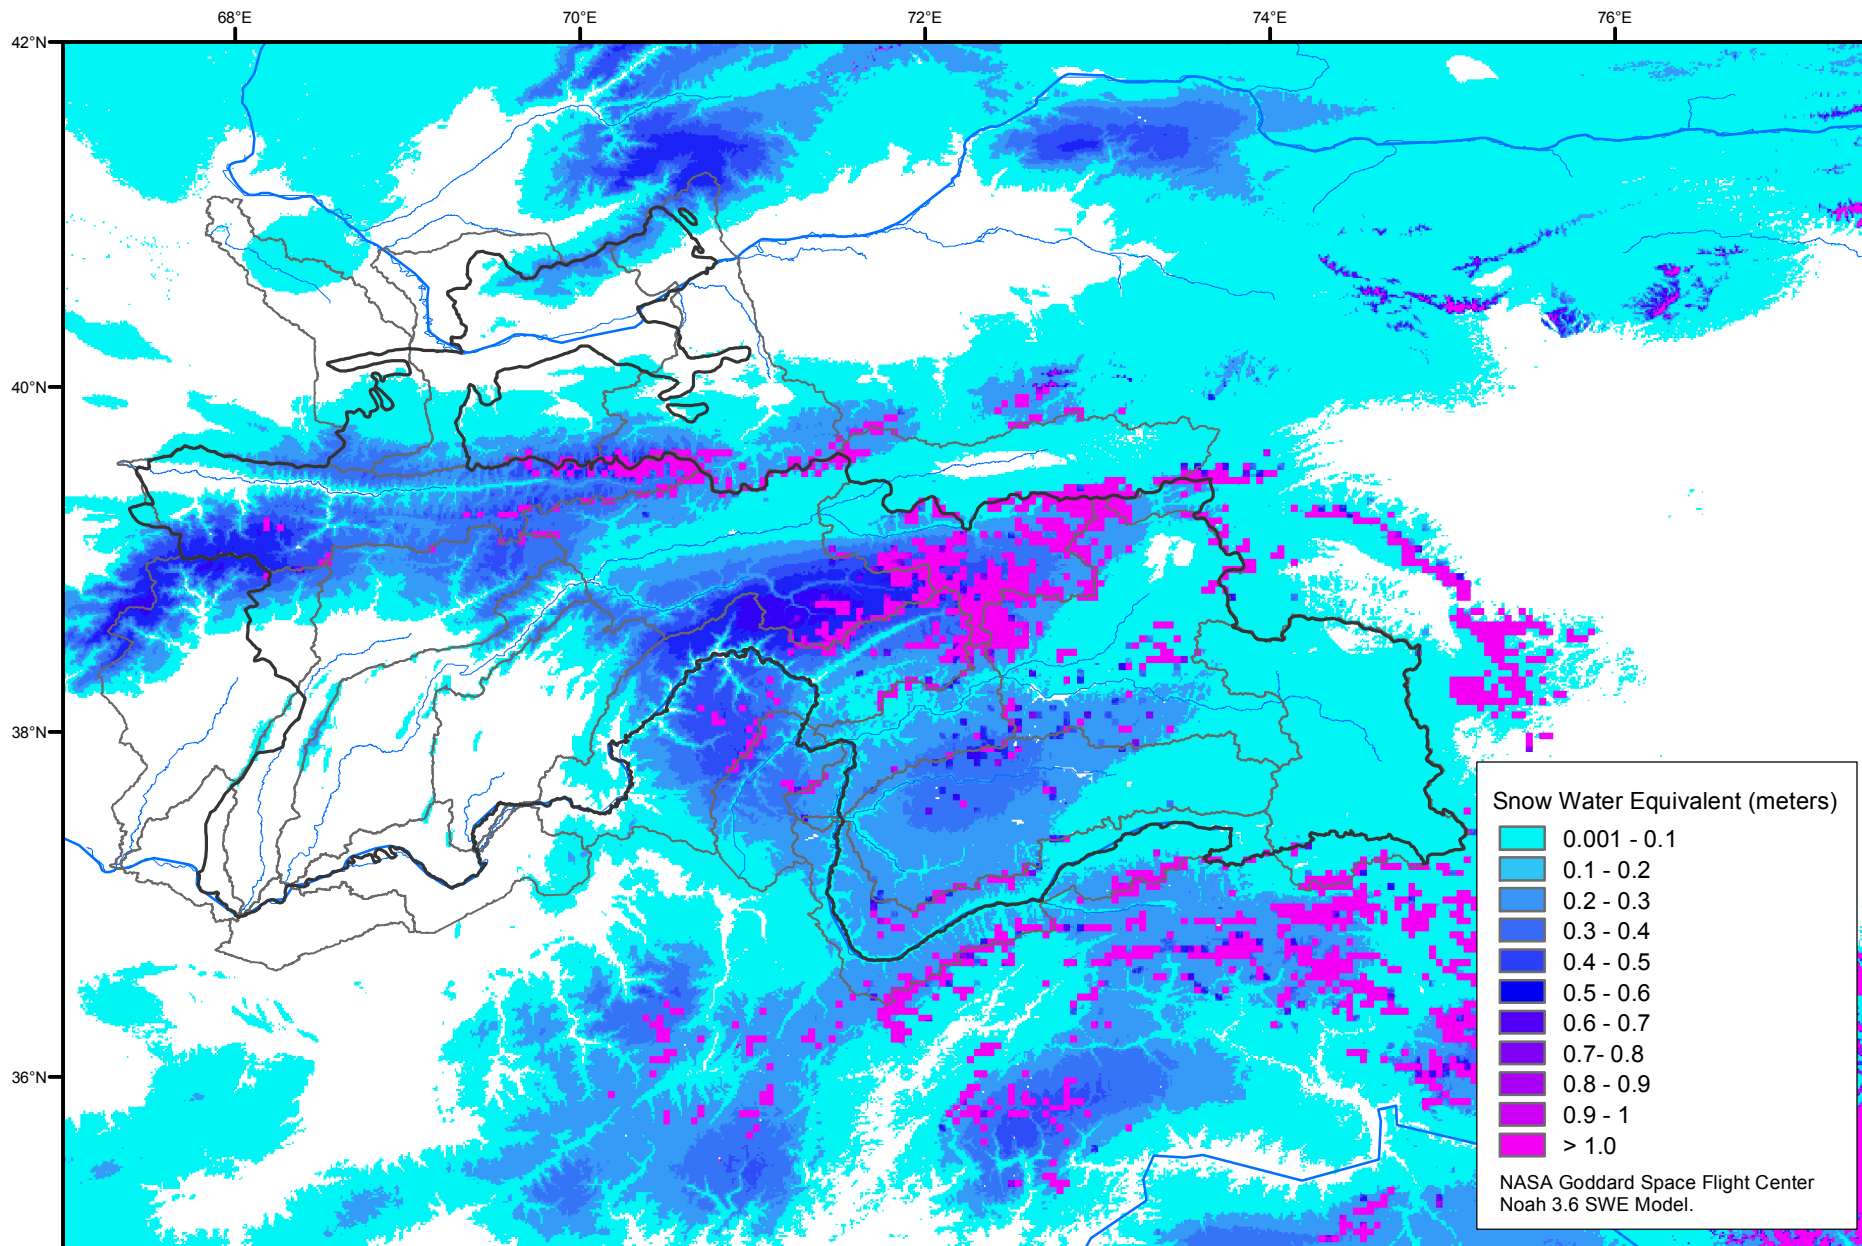 68°E
70°E
72°E
74°E
76°E
42°N
40°N
38°N
36°N
Snow Water Equivalent (meters)
0.001 - 0.1
0.1 - 0.2
0.2 - 0.3
0.3 - 0.4
0.4 - 0.5
0.5 - 0.6
0.6 - 0.7
0.7- 0.8
0.8 - 0.9
0.9 - 1
> 1.0
NASA Goddard Space Flight Center
Noah 3.6 SWE Model.